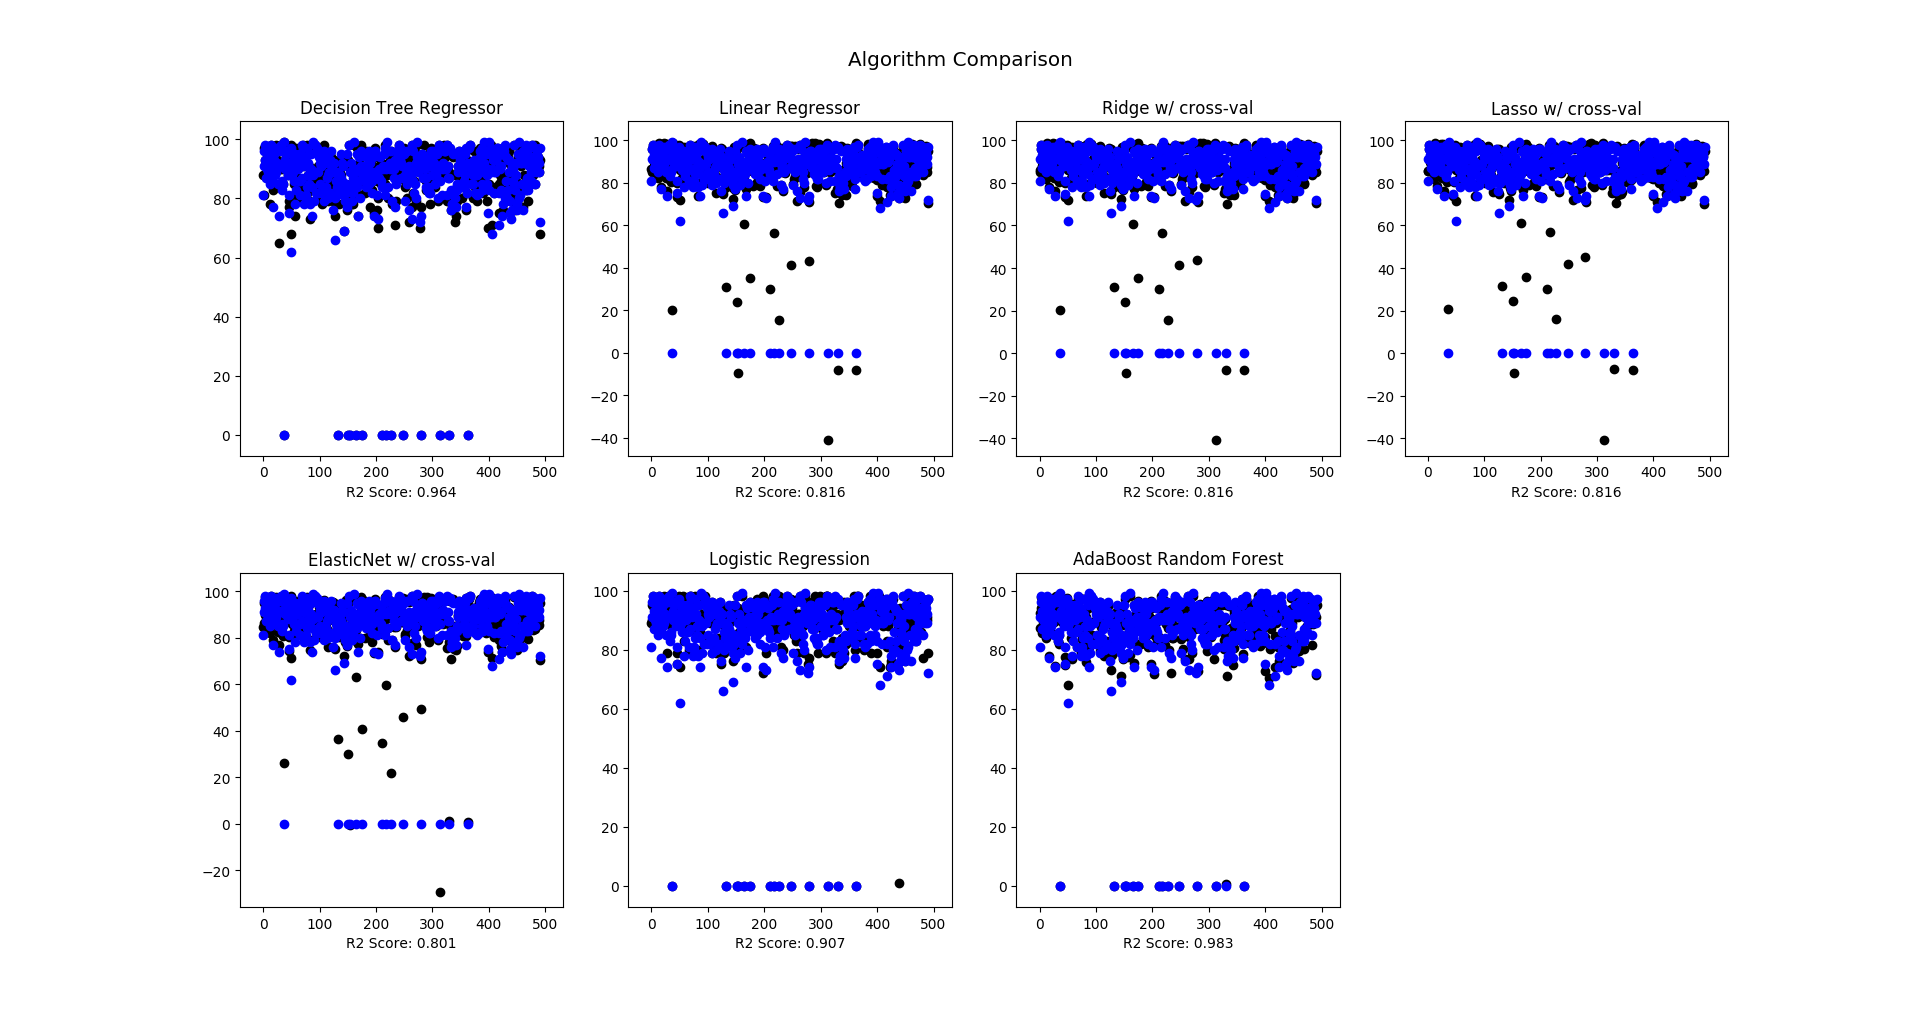 Algorithm Comparison
Decision Tree Regressor
100
80
60
40
20
0
0 100 200 300 400 500
R2 Score: 0.964
Linear Regressor
100
80
60
40
20
0
−20
−40
0 100 200 300 400 500
R2 Score: 0.816
Ridge w/ cross-val
100
80
60
40
20
0
−20
−40
0 100 200 300 400 500
R2 Score: 0.816
Lasso w/ cross-val
100
80
60
40
20
0
−20
−40
0 100 200 300 400 500
R2 Score: 0.816
ElasticNet w/ cross-val
100
80
60
40
20
0
−20
0 100 200 300 400 500
R2 Score: 0.801
Logistic Regression
100
80
60
40
20
0
0 100 200 300 400 500
R2 Score: 0.907
AdaBoost Random Forest
100
80
60
40
20
0
0 100 200 300 400 500
R2 Score: 0.983